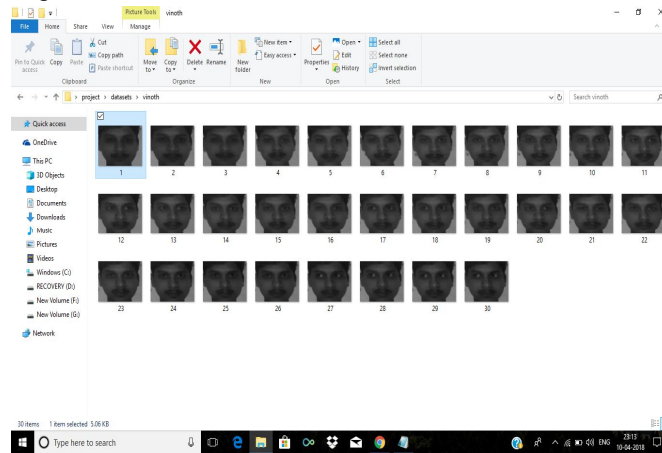 Picture Tools vinoth
File Home Share View Manage
Pin to Quick access
Copy
Paste
Cut
Copy path
Paste shortcut
Clipboard
Move to
Copy to
Delete
Rename
Organize
New folder
New item
Easy access
New
Properties
Open
Edit
History
Open
Select all
Select none
Invert selection
Select
project › datasets › vinoth
Search vinoth
Quick access
OneDrive
This PC
3D Objects
Desktop
Documents
Downloads
Music
Pictures
Videos
Windows (C:)
RECOVERY (D:)
New Volume (F:)
New Volume (G:)
Network
1 2 3 4 5 6 7 8 9 10 11
12 13 14 15 16 17 18 19 20 21 22
23 24 25 26 27 28 29 30
30 items 1 item selected 5.06 KB
Type here to search
ENG
23:13
10-04-2018